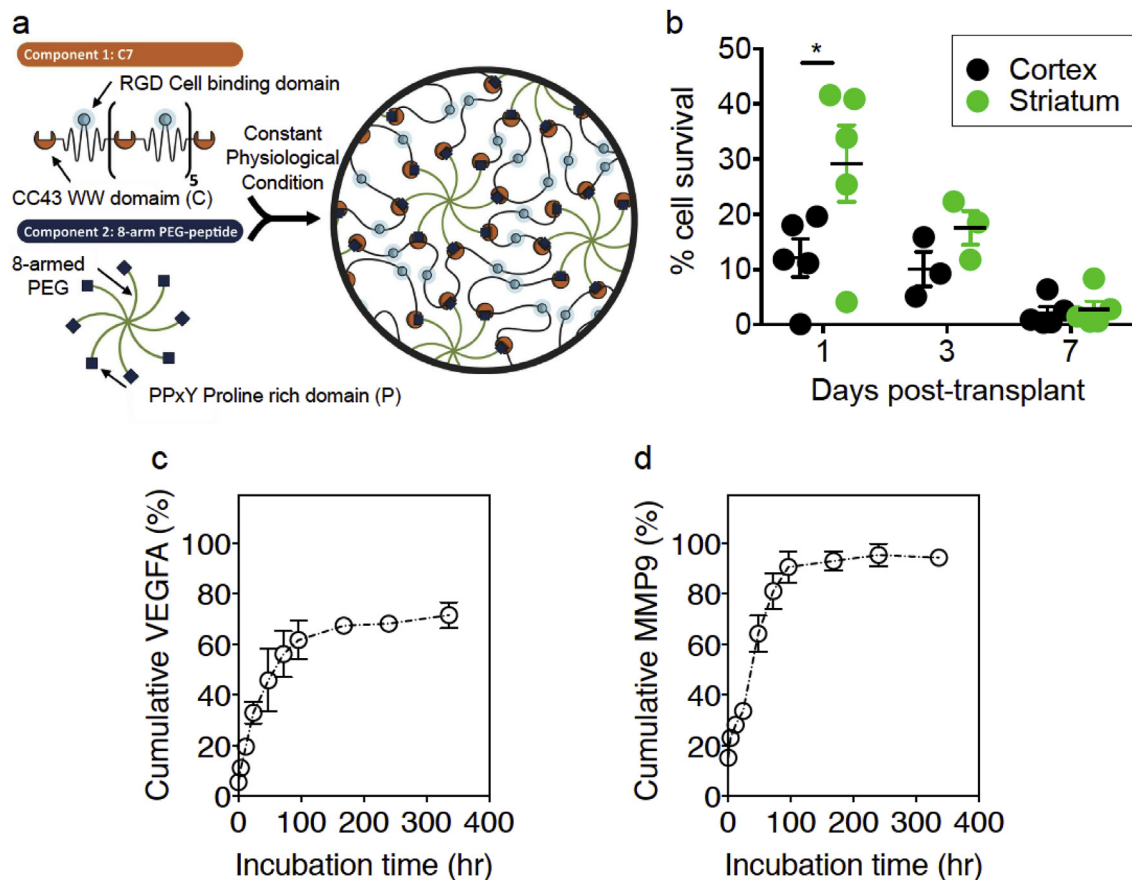 a
Component 1: C7
RGD Cell binding domain
5
CC43 WW domaim (C)
Component 2: 8-arm PEG-peptide
8-armed
PEG
PPxY Proline rich domain (P)
Constant
Physiological
Condition
b
% cell survival
50
40
30
20
10
0
*
Cortex
Striatum
1 3 7
Days post-transplant
c
Cumulative VEGFA (%)
100
80
60
40
20
0
0 100 200 300 400
Incubation time (hr)
d
Cumulative MMP9 (%)
100
80
60
40
20
0
0 100 200 300 400
Incubation time (hr)